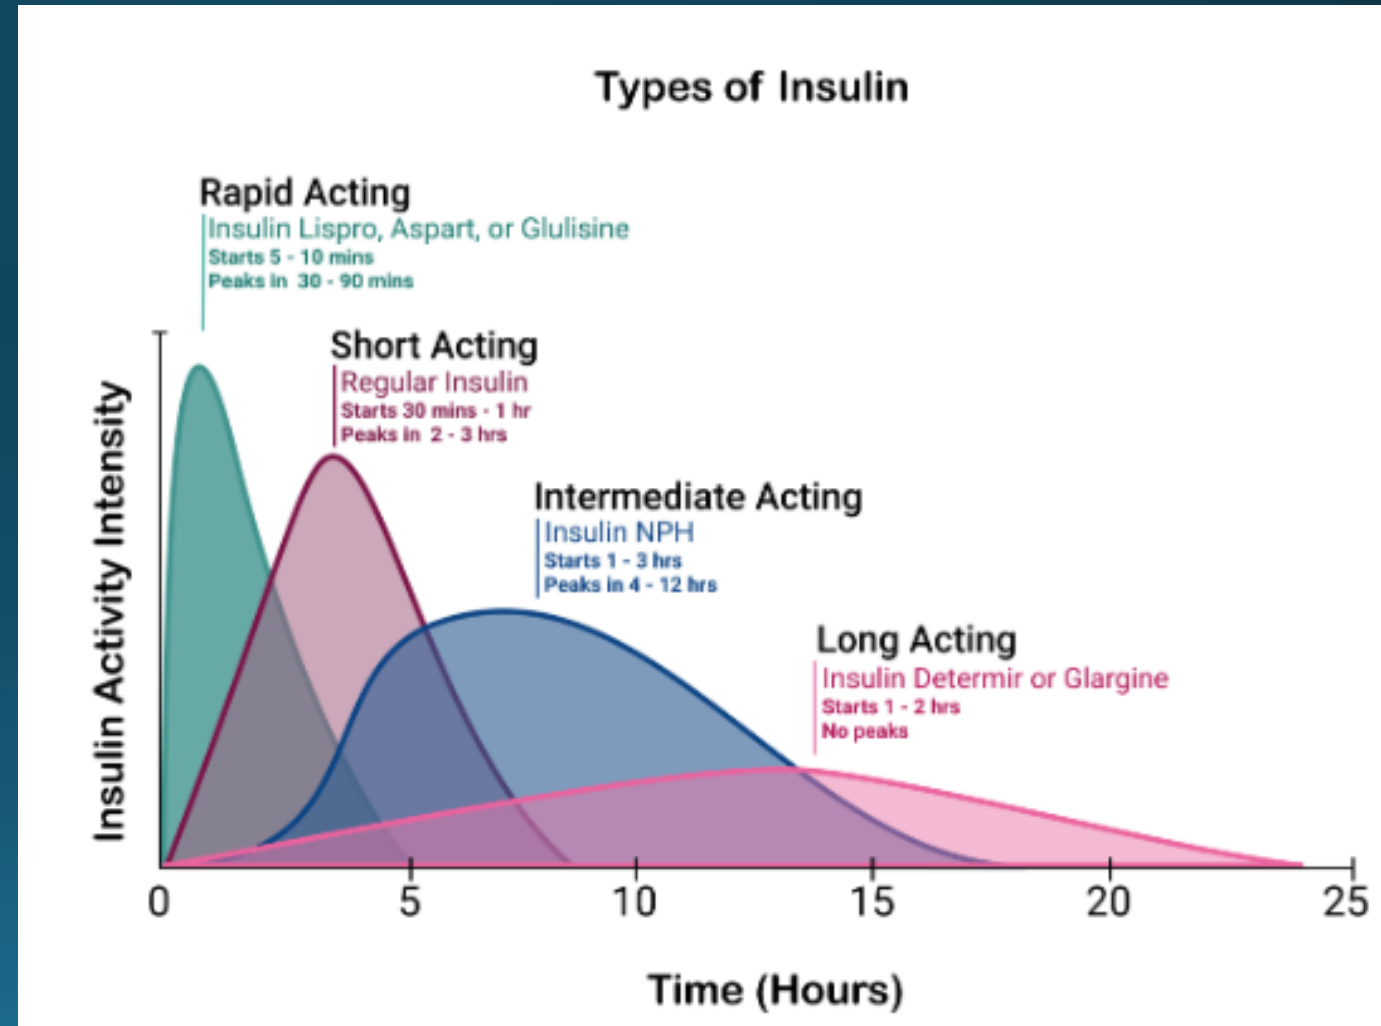 Types of Insulin
Rapid Acting
Insulin Lispro, Aspart, or Glulisine
Starts 5 - 10 mins
Peaks in 30 - 90 mins
Short Acting
Regular Insulin
Starts 30 mins - 1 hr
Peaks in 2 - 3 hrs
Intermediate Acting
Insulin NPH
Starts 1 - 3 hrs
Peaks in 4 - 12 hrs
Long Acting
Insulin Determir or Glargine
Starts 1 - 2 hrs
No peaks
Insulin Activity Intensity
0 5 10 15 20 25
Time (Hours)